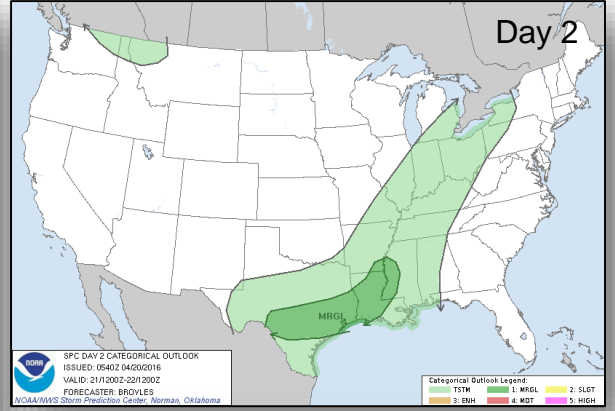 Day 2
MRGL
NOAA
SPC DAY 2 CATEGORICAL OUTLOOK
ISSUED: 0540Z 04/20/2016
VALID: 21/1200Z-22/1200Z
FORECASTER: BROYLES
NOAA/NWS Storm Prediction Center, Norman, Oklahoma
Categorical Outlook Legend:
TSTM 1: MRGL 2: SLGT
3: ENH 4: MDT 5: HIGH